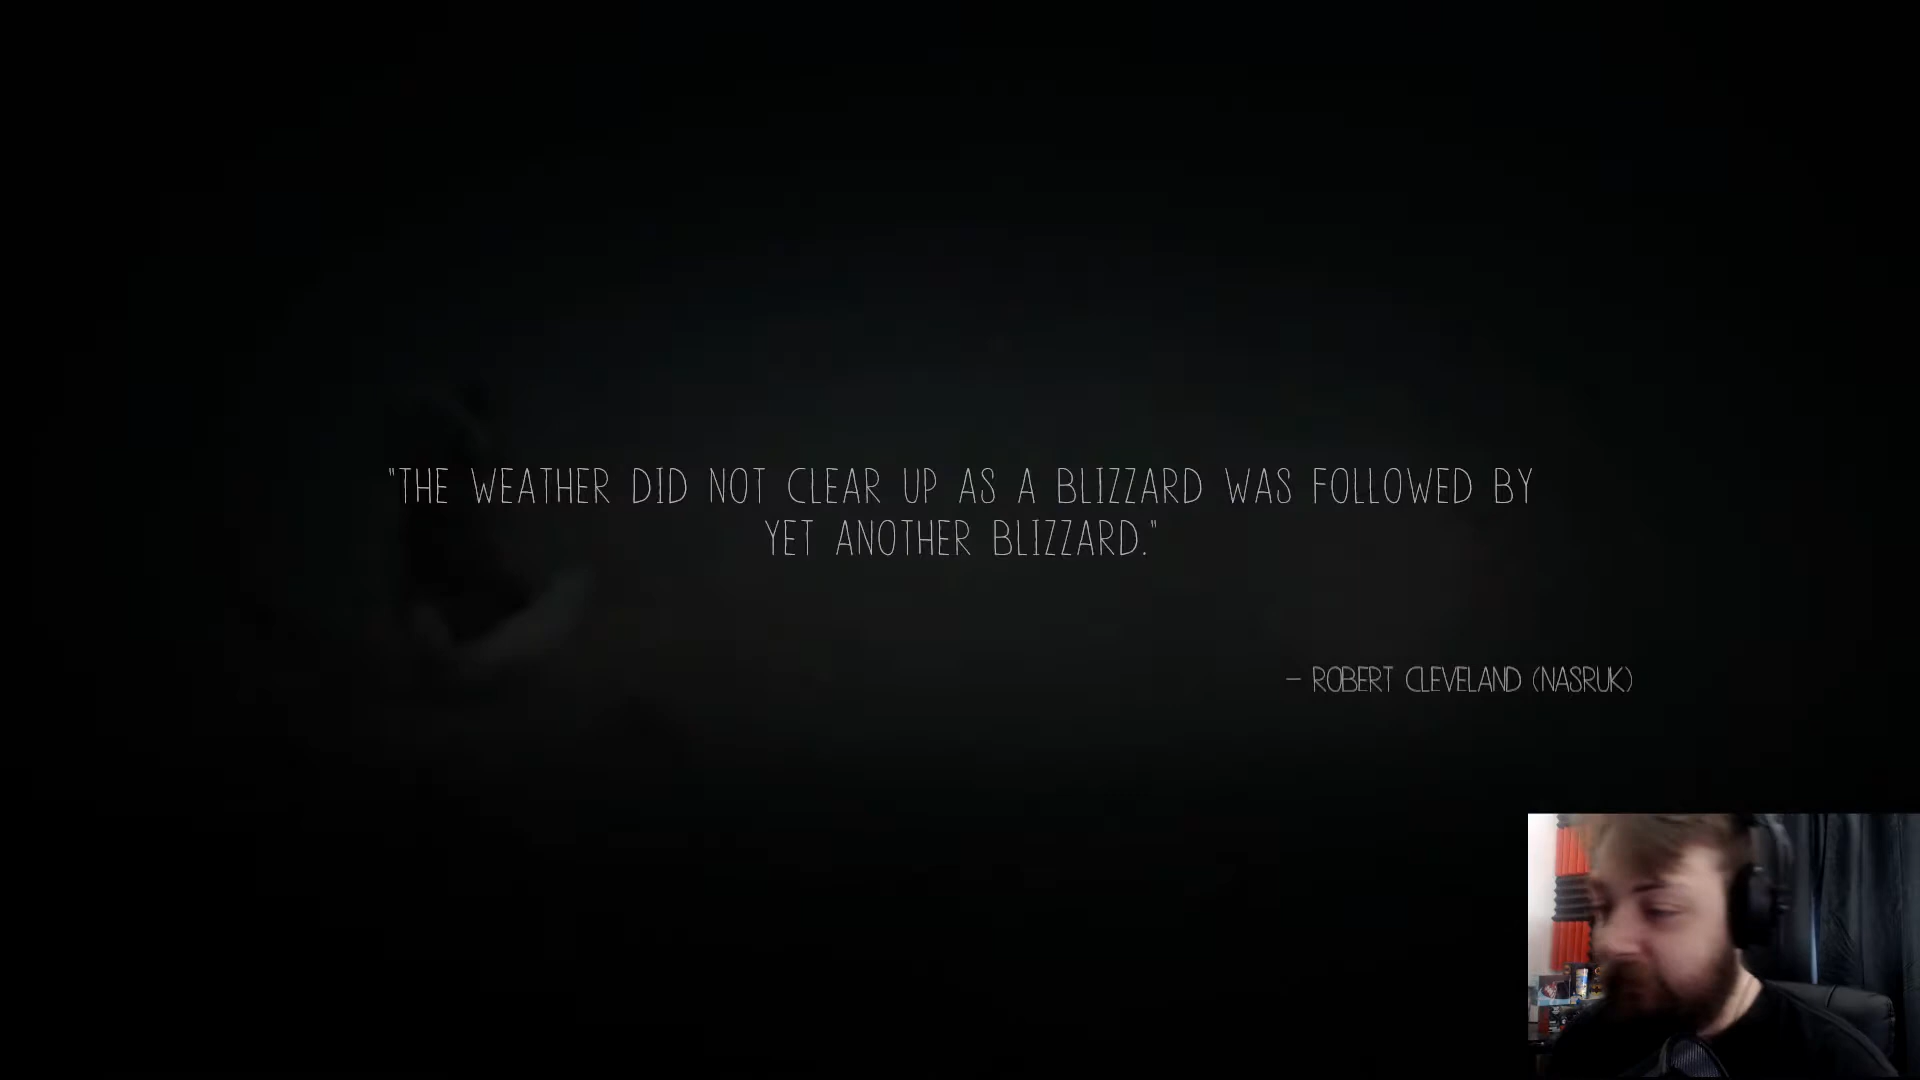 "THE WEATHER DID NOT CLEAR UP AS A BLIZZARD WAS FOLLOWED BY
YET ANOTHER BLIZZARD."
– ROBERT CLEVELAND (NASRUK)